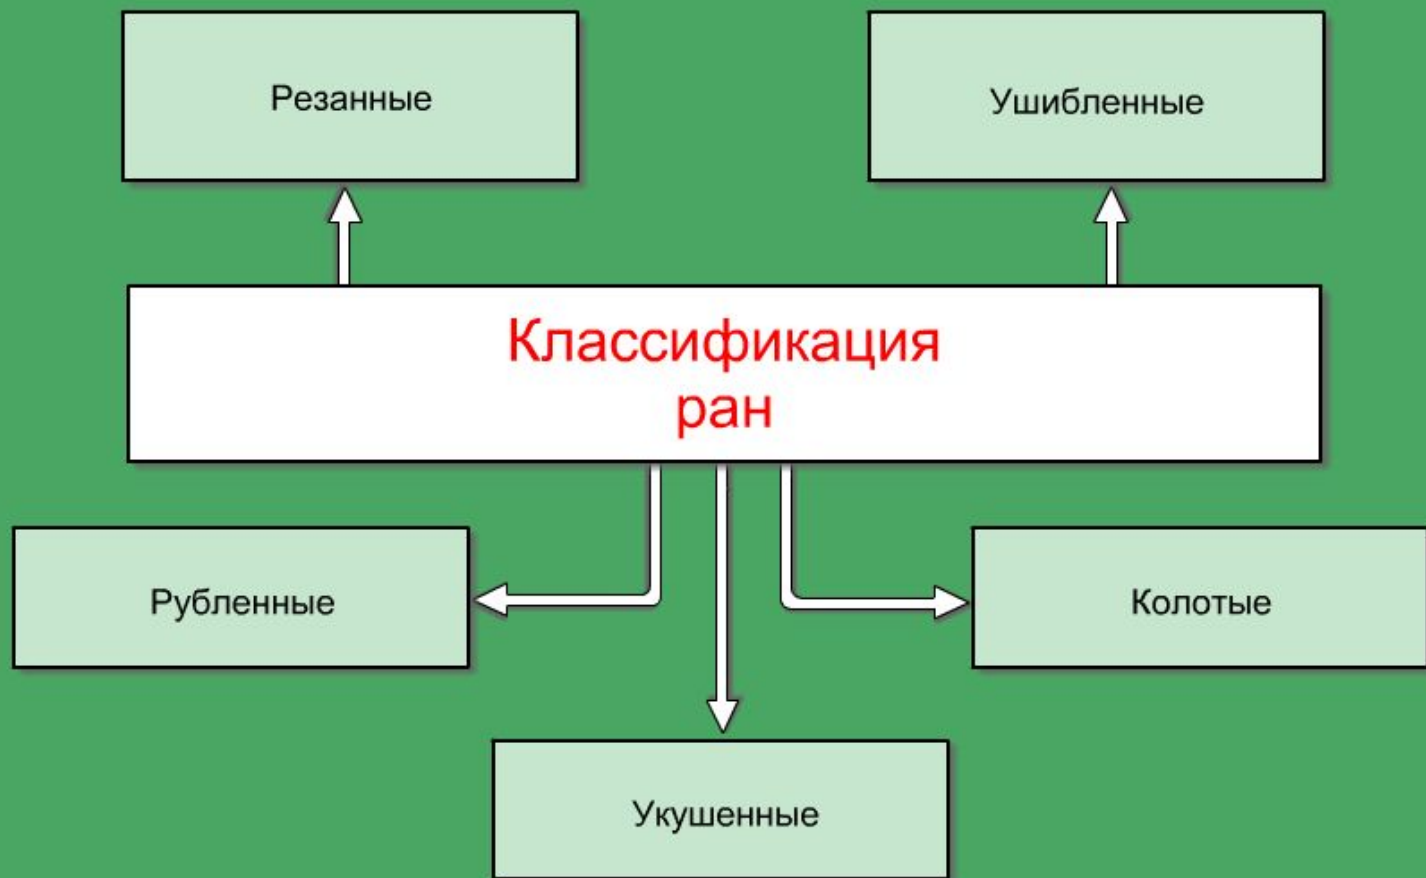 Резанные
Ушибленные
Классификация
ран
Рубленные
Колотые
Укушенные